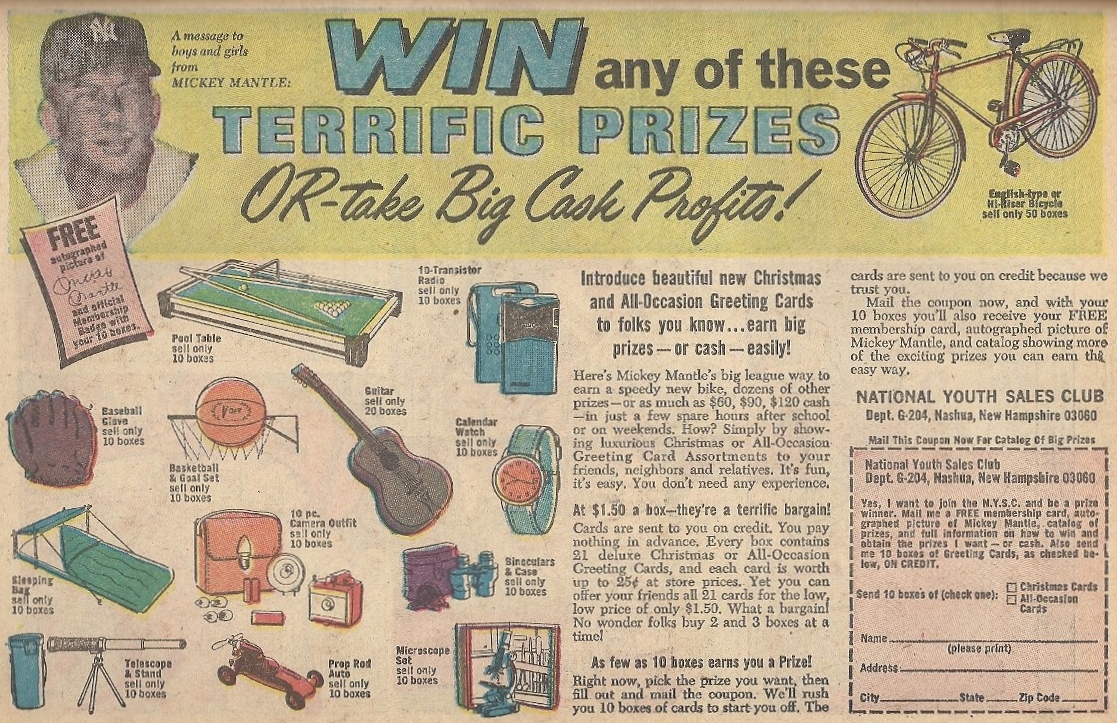 NY
A message to
boys and girls
from
MICKEY MANTLE:
WIN any of these
TERRIFIC PRIZES
OR-take Big Cash Profits!
English-type or
Hi-Riser Bicycle
sell only 50 boxes
FREE
autographed
picture of
Mickey
Mantle
and official
Membership
Badge with
your 10 boxes.
Pool Table
sell only
10 boxes
10-Transistor
Radio
sell only
10 boxes
Baseball
Glove
sell only
10 boxes
Basketball
& Goal Set
sell only
10 boxes
Guitar
sell only
20 boxes
Calendar
Watch
sell only
10 boxes
Sleeping
Bag
sell only
10 boxes
10 pc.
Camera Outfit
sell only
10 boxes
Binoculars
& Case
sell only
10 boxes
Telescope
& Stand
sell only
10 boxes
Prop Rod
Auto
sell only
10 boxes
Microscope
Set
sell only
10 boxes
Introduce beautiful new Christmas
and All-Occasion Greeting Cards
to folks you know...earn big
prizes—or cash—easily!
Here's Mickey Mantle's big league way to
earn a speedy new bike, dozens of other
prizes—or as much as $60, $90, $120 cash
—in just a few spare hours after school
or on weekends. How? Simply by show-
ing luxurious Christmas or All-Occasion
Greeting Card Assortments to your
friends, neighbors and relatives. It's fun,
it's easy. You don't need any experience.
At $1.50 a box—they're a terrific bargain!
Cards are sent to you on credit. You pay
nothing in advance. Every box contains
21 deluxe Christmas or All-Occasion
Greeting Cards, and each card is worth
up to 25¢ at store prices. Yet you can
offer your friends all 21 cards for the low,
low price of only $1.50. What a bargain!
No wonder folks buy 2 and 3 boxes at a
time!
As few as 10 boxes earns you a Prize!
Right now, pick the prize you want, then
fill out and mail the coupon. We'll rush
you 10 boxes of cards to start you off. The
cards are sent to you on credit because we
trust you.
Mail the coupon now, and with your
10 boxes you'll also receive your FREE
membership card, autographed picture of
Mickey Mantle, and catalog showing more
of the exciting prizes you can earn the
easy way.
NATIONAL YOUTH SALES CLUB
Dept. G-204, Nashua, New Hampshire 03060
Mail This Coupon Now For Catalog Of Big Prizes
National Youth Sales Club
Dept. G-204, Nashua, New Hampshire 03060
Yes, I want to join the N.Y.S.C. and be a prize
winner. Mail me a FREE membership card, auto-
graphed picture of Mickey Mantle, catalog of
prizes, and full information on how to win and
obtain the prizes I want—or cash. Also send
me 10 boxes of Greeting Cards, as checked be-
low, ON CREDIT.
Send 10 boxes of (check one): □ Christmas Cards
□ All-Occasion
Cards
Name
(please print)
Address
City State Zip Code